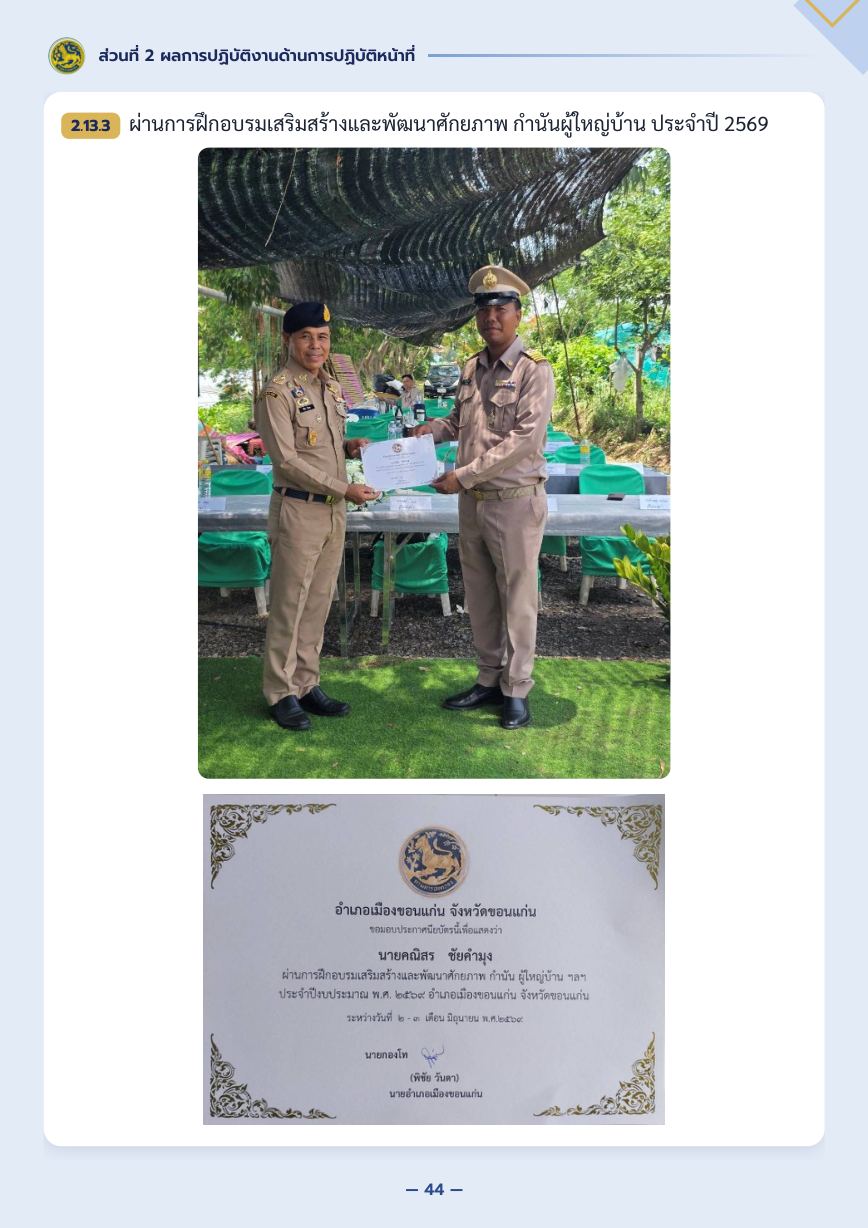 ส่วนที่ 2 ผลการปฏิบัติงานด้านการปฏิบัติหน้าที่
2.13.3 ผ่านการฝึกอบรมเสริมสร้างและพัฒนาศักยภาพ กำนันผู้ใหญ่บ้าน ประจำปี 2569
อำเภอเมืองขอนแก่น จังหวัดขอนแก่น
ขอมอบประกาศนียบัตรนี้เพื่อแสดงว่า
นายคณิสร ชัยคำมุง
ผ่านการฝึกอบรมเสริมสร้างและพัฒนาศักยภาพ กำนัน ผู้ใหญ่บ้าน ฯลฯ
ประจำปีงบประมาณ พ.ศ. ๒๕๖๙ อำเภอเมืองขอนแก่น จังหวัดขอนแก่น
ระหว่างวันที่ ๒ - ๓ เดือน มิถุนายน พ.ศ.๒๕๖๙
นายกองโท
(พิชัย วันตา)
นายอำเภอเมืองขอนแก่น
— 44 —